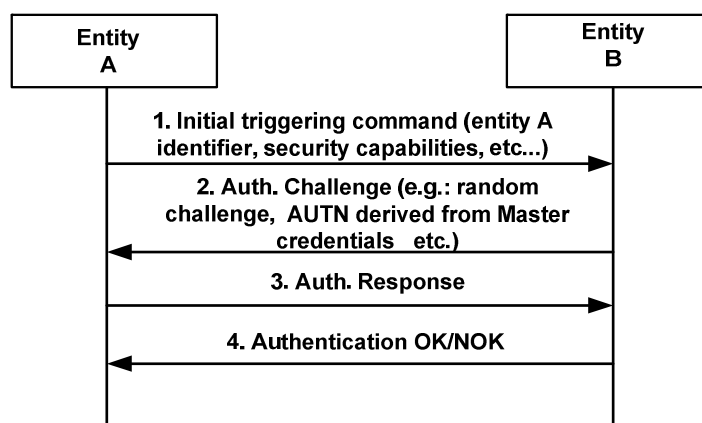 Entity
A
Entity
B
1. Initial triggering command (entity A
identifier, security capabilities, etc...)
2. Auth. Challenge (e.g.: random
challenge, AUTN derived from Master
credentials etc.)
3. Auth. Response
4. Authentication OK/NOK